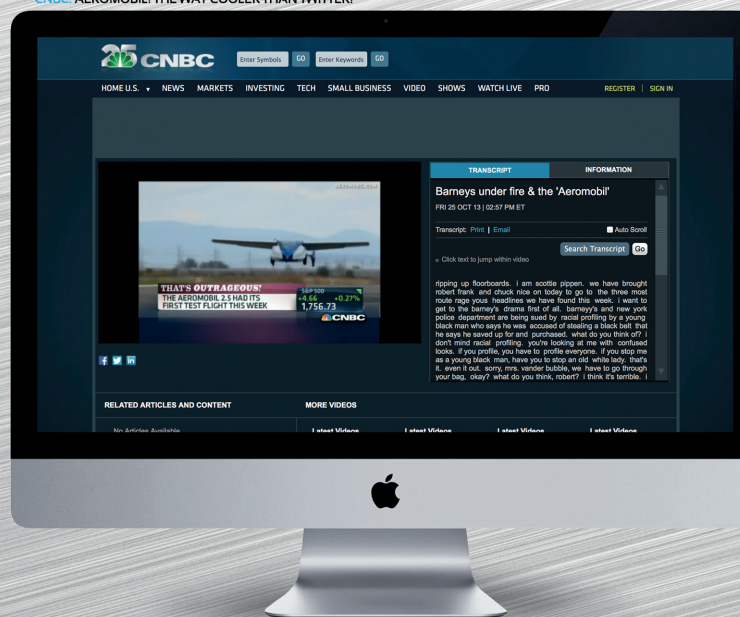 CNBC: AEROMOBIL! THE WAY COOLER THAN TWITTER!
25 CNBC
Enter Symbols GO Enter Keywords GO
HOME U.S. ▼ NEWS MARKETS INVESTING TECH SMALL BUSINESS VIDEO SHOWS WATCH LIVE PRO REGISTER | SIGN IN
AEROMOBIL.COM
THAT'S OUTRAGEOUS!
THE AEROMOBIL 2.5 HAD ITS
FIRST TEST FLIGHT THIS WEEK
S&P 500
+4.66 +0.27%
1,756.73
CNBC
TRANSCRIPT INFORMATION
Barneys under fire & the 'Aeromobil'
FRI 25 OCT 13 | 02:57 PM ET
Transcript: Print | Email Auto Scroll
Search Transcript Go
Click text to jump within video
ripping up floorboards. i am scottie pippen. we have brought
robert frank and chuck nice on today to go to the three most
route rage yous headlines we have found this week. i want to
get to the barney's drama first of all. barneys's and new york
police department are being sued by racial profiling by a young
black man who says he was accused of stealing a black belt that
he says he saved up for and purchased. what do you think of? i
don't mind racial profiling. you're looking at me with confused
looks. if you profile, you have to profile everyone. if you stop me
as a young black man, have you to stop an old white lady. that's
it. even it out. sorry, mrs. vander bubble, we have to go through
your bag, okay? what do you think, robert? i think it's terrible. i
f in
RELATED ARTICLES AND CONTENT MORE VIDEOS
No Articles Available Latest Videos Latest Videos Latest Videos Latest Videos